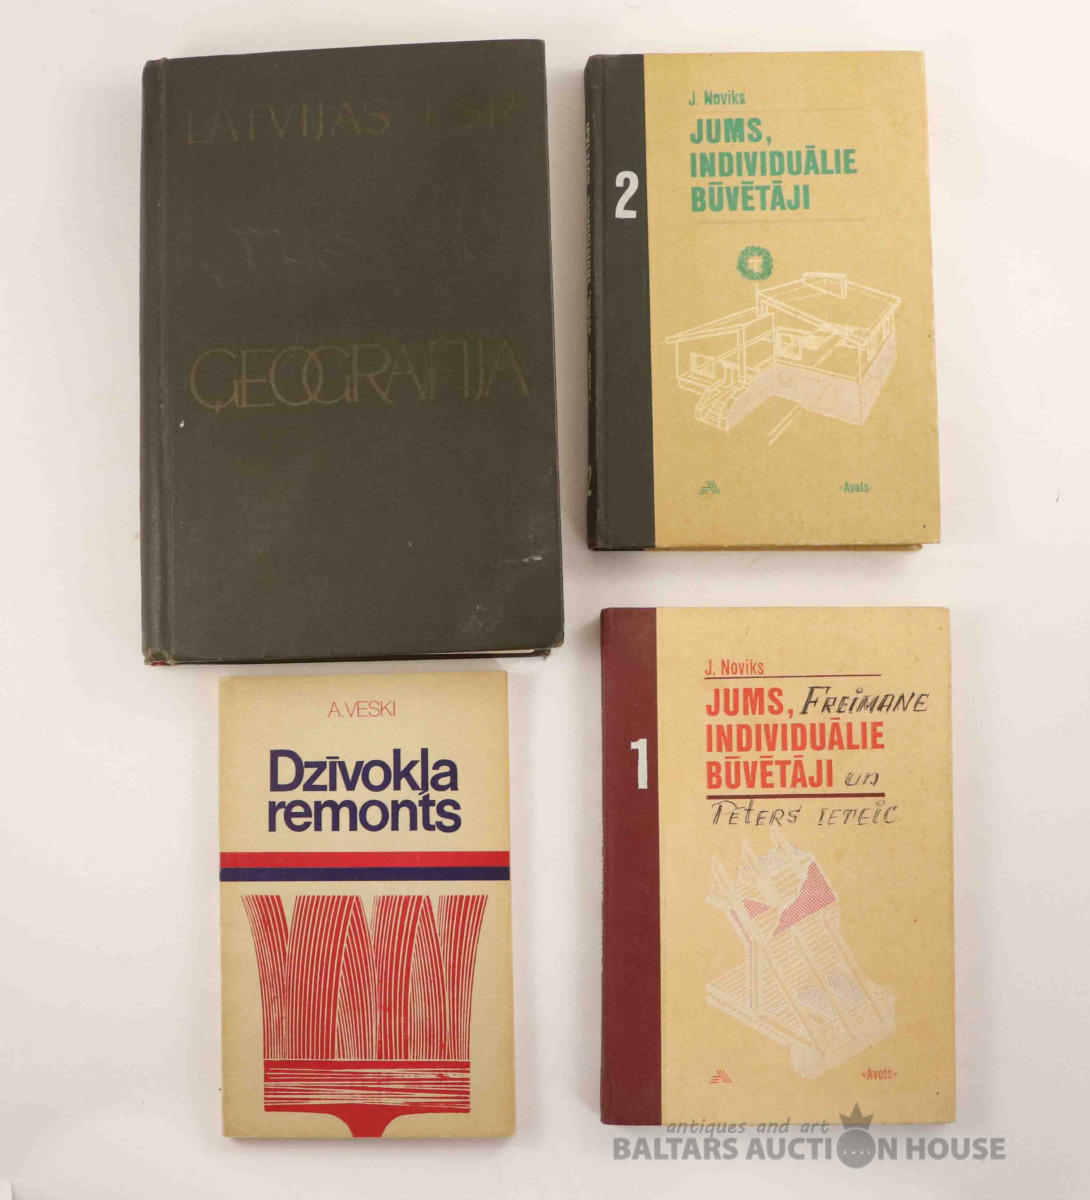 LATVIJAS PSR
ĢEOGRĀFIJA
2
J. Noviks
JUMS,
INDIVIDUĀLIE
BŪVĒTĀJI
«Avots»
A. VESKI
Dzīvokļa
remonts
1
J. Noviks
JUMS, FREIMANE
INDIVIDUĀLIE
BŪVĒTĀJI un
PETERS IETEIC
«Avots»
antiques and art
BALTARS AUCTION HOUSE